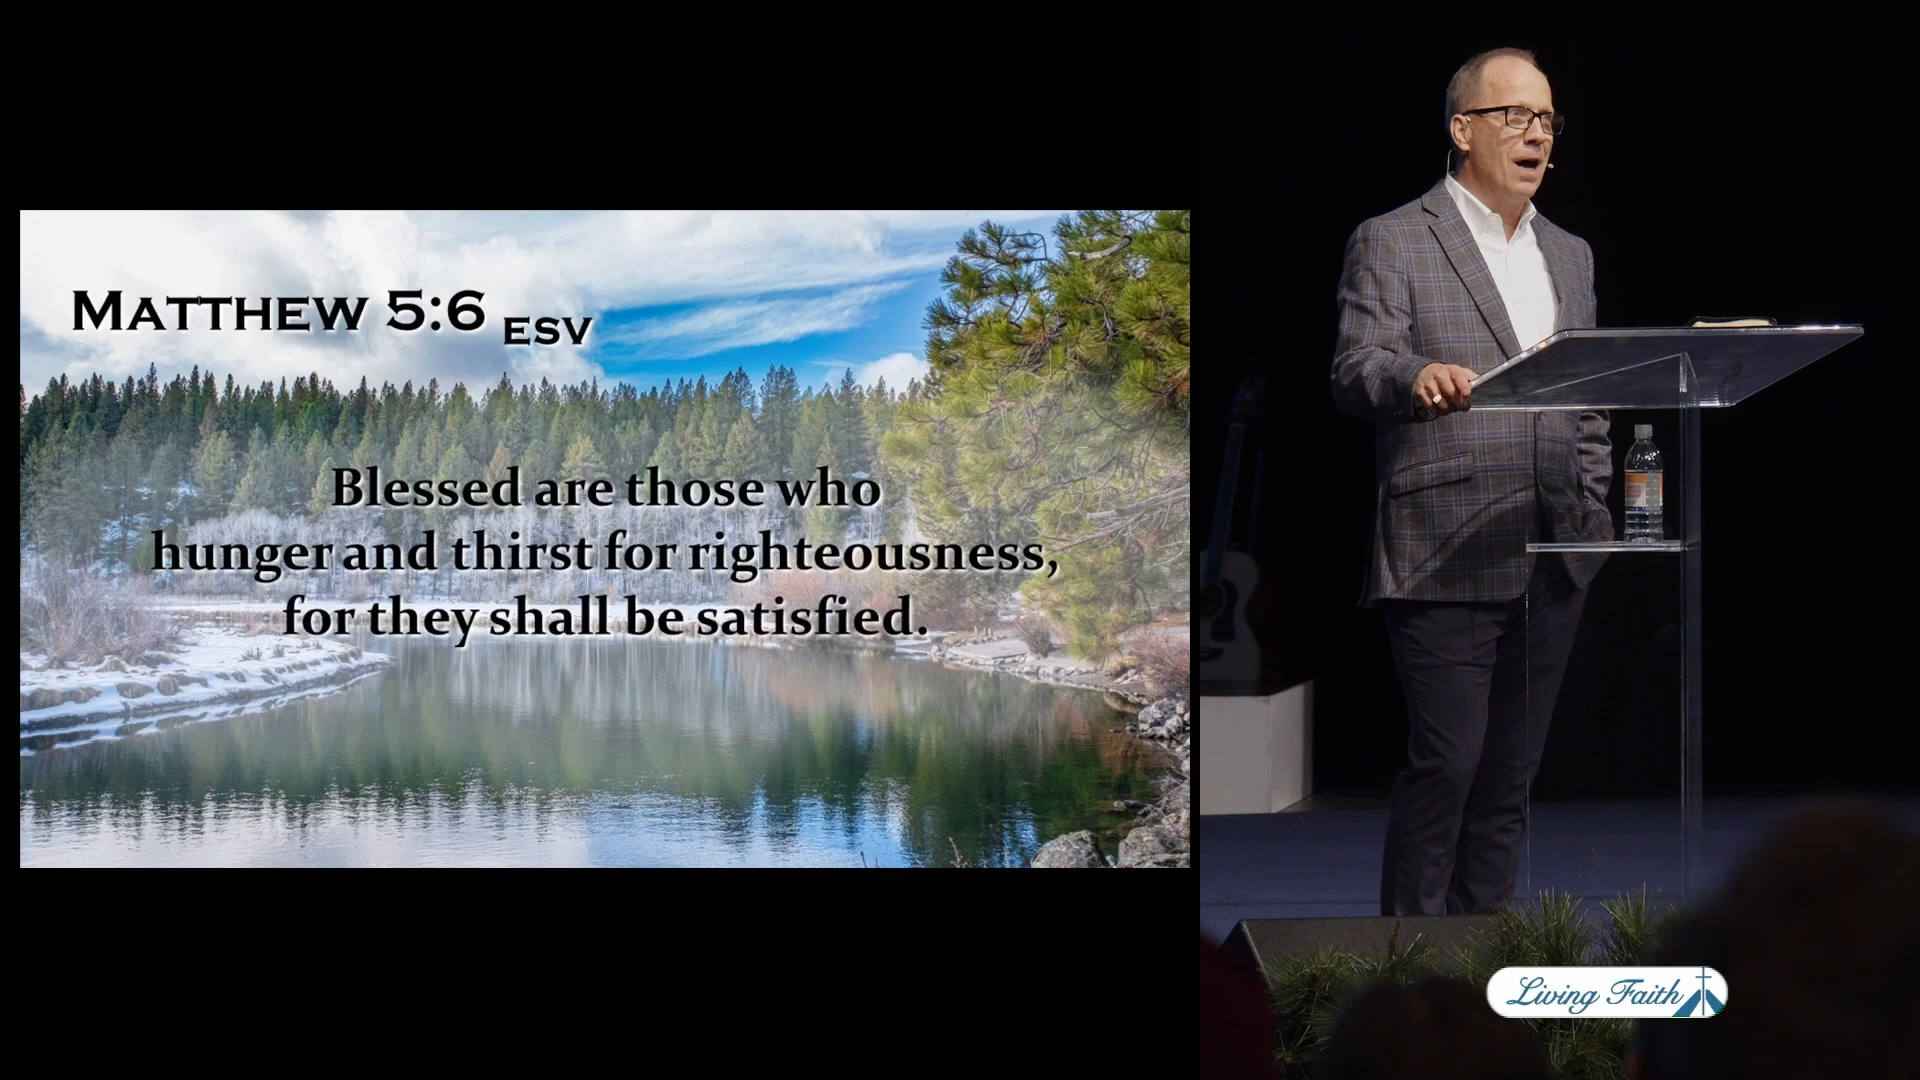 MATTHEW 5:6 ESV
Blessed are those who
hunger and thirst for righteousness,
for they shall be satisfied.
Living Faith